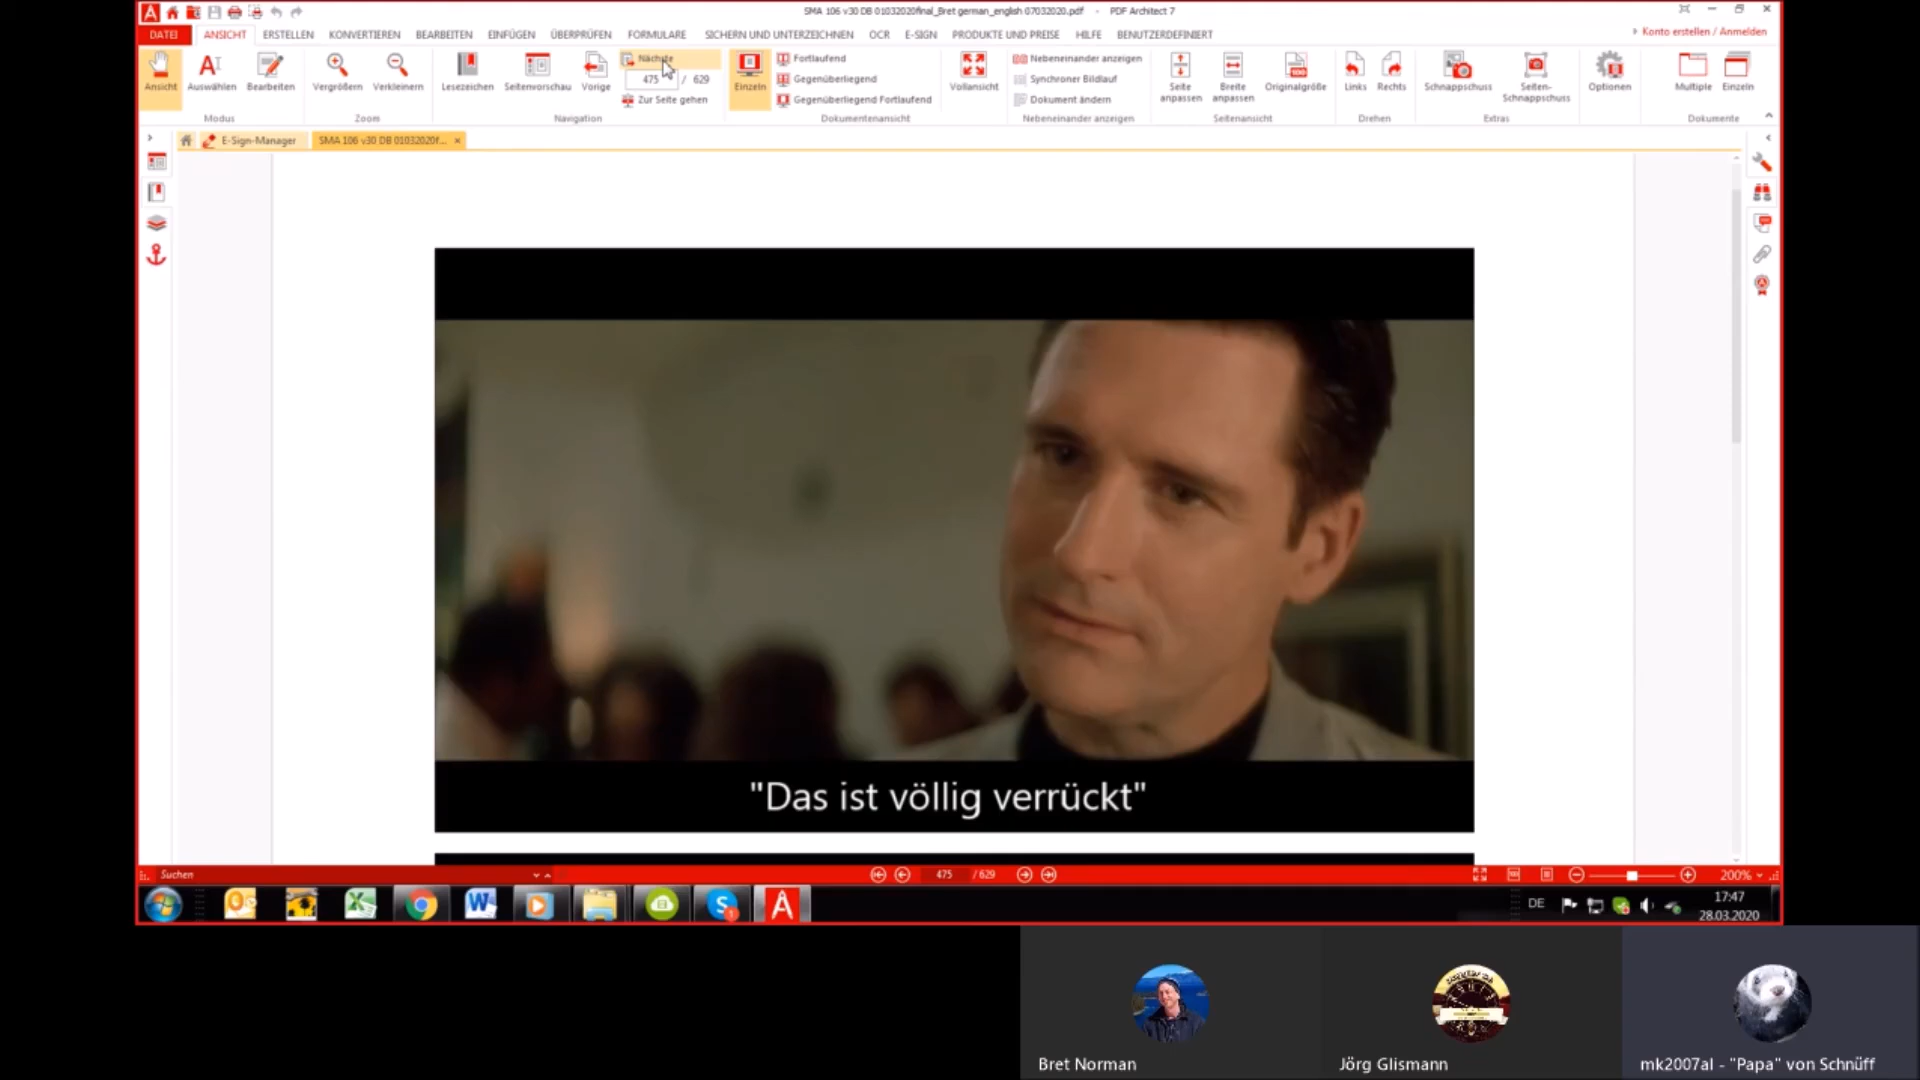 SMA 106 v30 DB 01032020final_Bret german_english 07032020.pdf - PDF Architect 7
DATEI ANSICHT ERSTELLEN KONVERTIEREN BEARBEITEN EINFÜGEN ÜBERPRÜFEN FORMULARE SICHERN UND UNTERZEICHNEN OCR E-SIGN PRODUKTE UND PREISE HILFE BENUTZERDEFINIERT Konto erstellen / Anmelden
Nächste Fortlaufend Nebeneinander anzeigen
475 / 629 Gegenüberliegend Synchroner Bildlauf
Ansicht Auswählen Bearbeiten Vergrößern Verkleinern Lesezeichen Seitenvorschau Vorige Einzeln Vollansicht Seite anpassen Breite anpassen Originalgröße Links Rechts Schnappschuss Seiten-Schnappschuss Optionen Multiple Einzeln
Zur Seite gehen Gegenüberliegend Fortlaufend Dokument ändern
Modus Zoom Navigation Dokumentenansicht Nebeneinander anzeigen Seitenansicht Drehen Extras Dokumente
E-Sign-Manager SMA 106 v30 DB 01032020f...
"Das ist völlig verrückt"
Suchen 475 / 629 200%
DE 17:47
28.03.2020
Bret Norman Jörg Glismann mk2007al - "Papa" von Schnüff